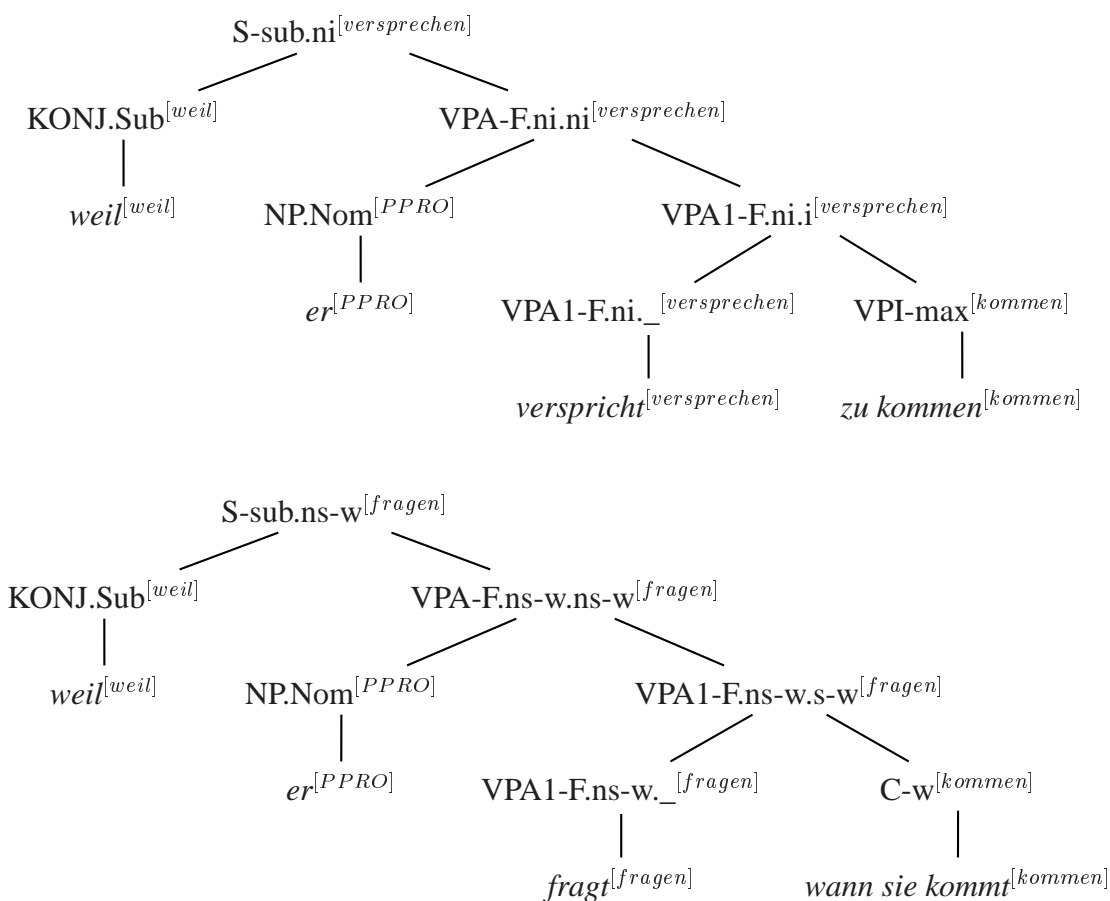 S-sub.ni[versprechen]
KONJ.Sub[weil] VPA-F.ni.ni[versprechen]
weil[weil] NP.Nom[PPRO] VPA1-F.ni.i[versprechen]
er[PPRO] VPA1-F.ni._[versprechen] VPI-max[kommen]
verspricht[versprechen] zu kommen[kommen]
S-sub.ns-w[fragen]
KONJ.Sub[weil] VPA-F.ns-w.ns-w[fragen]
weil[weil] NP.Nom[PPRO] VPA1-F.ns-w.s-w[fragen]
er[PPRO] VPA1-F.ns-w._[fragen] C-w[kommen]
fragt[fragen] wann sie kommt[kommen]